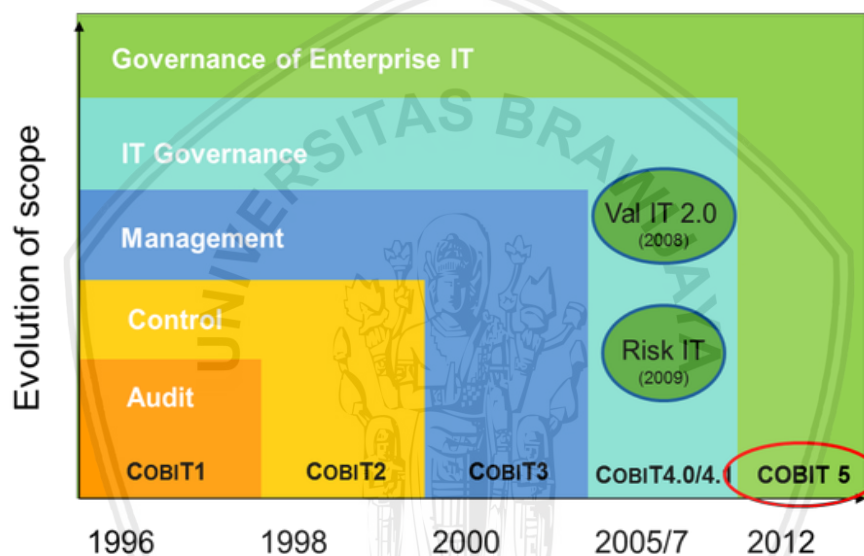 Evolution of scope
Governance of Enterprise IT
IT Governance
Management
Control
Audit
Val IT 2.0
(2008)
Risk IT
(2009)
COBIT1
COBIT2
COBIT3
COBIT4.0/4.1
COBIT 5
1996
1998
2000
2005/7
2012
UNIVERSITAS BRAWIJAYA